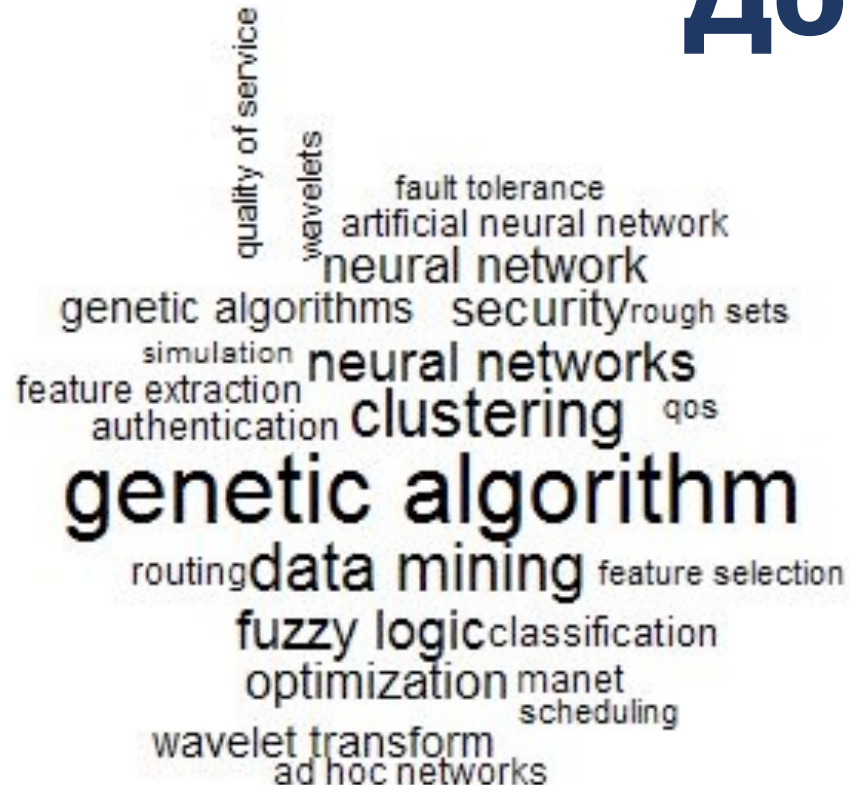 До
quality of service
wavelets
fault tolerance
artificial neural network
neural network
genetic algorithms security rough sets
simulation neural networks
feature extraction
authentication clustering qos
genetic algorithm
routing data mining feature selection
fuzzy logic classification
optimization manet
scheduling
wavelet transform
ad hoc networks